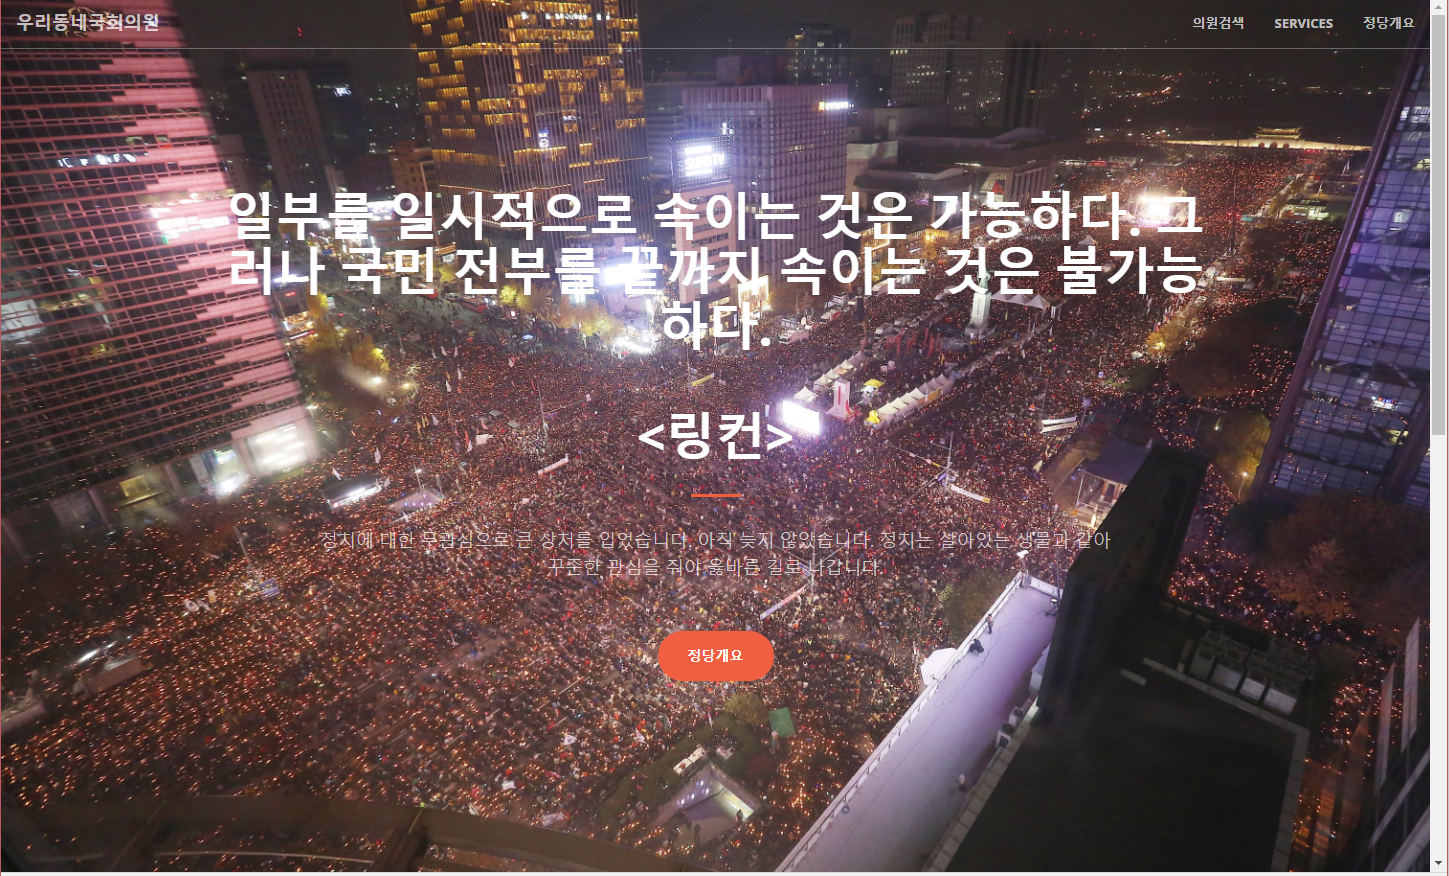 우리동네국회의원
의원검색 SERVICES 정당개요
일부를 일시적으로 속이는 것은 가능하다. 그
러나 국민 전부를 끝까지 속이는 것은 불가능
하다.
<링컨>
정치에 대한 무관심으로 큰 상처를 입었습니다. 아직 늦지 않았습니다. 정치는 살아있는 생물과 같아
꾸준한 관심을 줘야 옳바른 길로 나갑니다.
정당개요